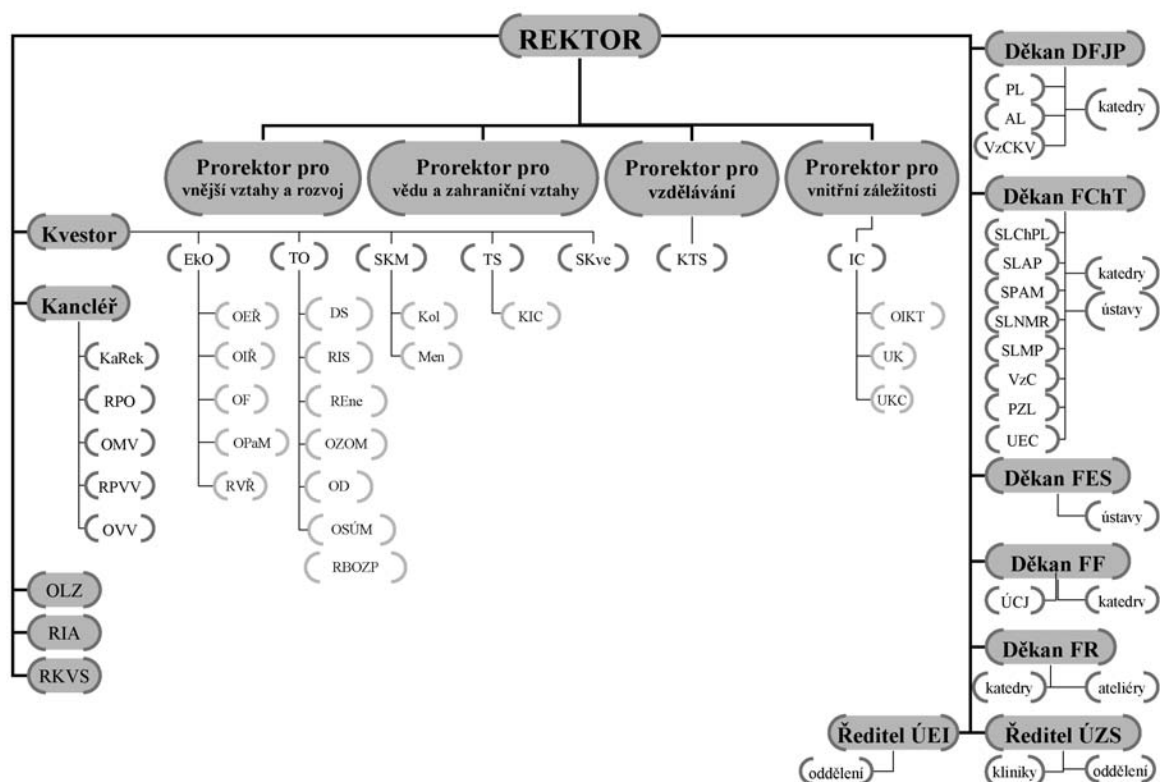 REKTOR
Prorektor pro
vnější vztahy a rozvoj
Prorektor pro
vědu a zahraniční vztahy
Prorektor pro
vzdělávání
Prorektor pro
vnitřní záležitosti
Kvestor
EkO
TO
SKM
TS
SKve
KTS
IC
OEŘ
OIŘ
OF
OPaM
RVŘ
DS
RIS
REne
OZOM
OD
OSÚM
RBOZP
Kol
Men
KIC
OIKT
UK
UKC
Kancléř
KaRek
RPO
OMV
RPVV
OVV
OLZ
RIA
RKVS
Děkan DFJP
PL
AL
VzCKV
katedry
Děkan FChT
SLChPL
SLAP
SPAM
SLNMR
SLMP
VzC
PZL
UEC
katedry
ústavy
Děkan FES
ústavy
Děkan FF
ÚCJ
katedry
Děkan FR
katedry
ateliéry
Ředitel ÚEI
oddělení
Ředitel ÚZS
kliniky
oddělení